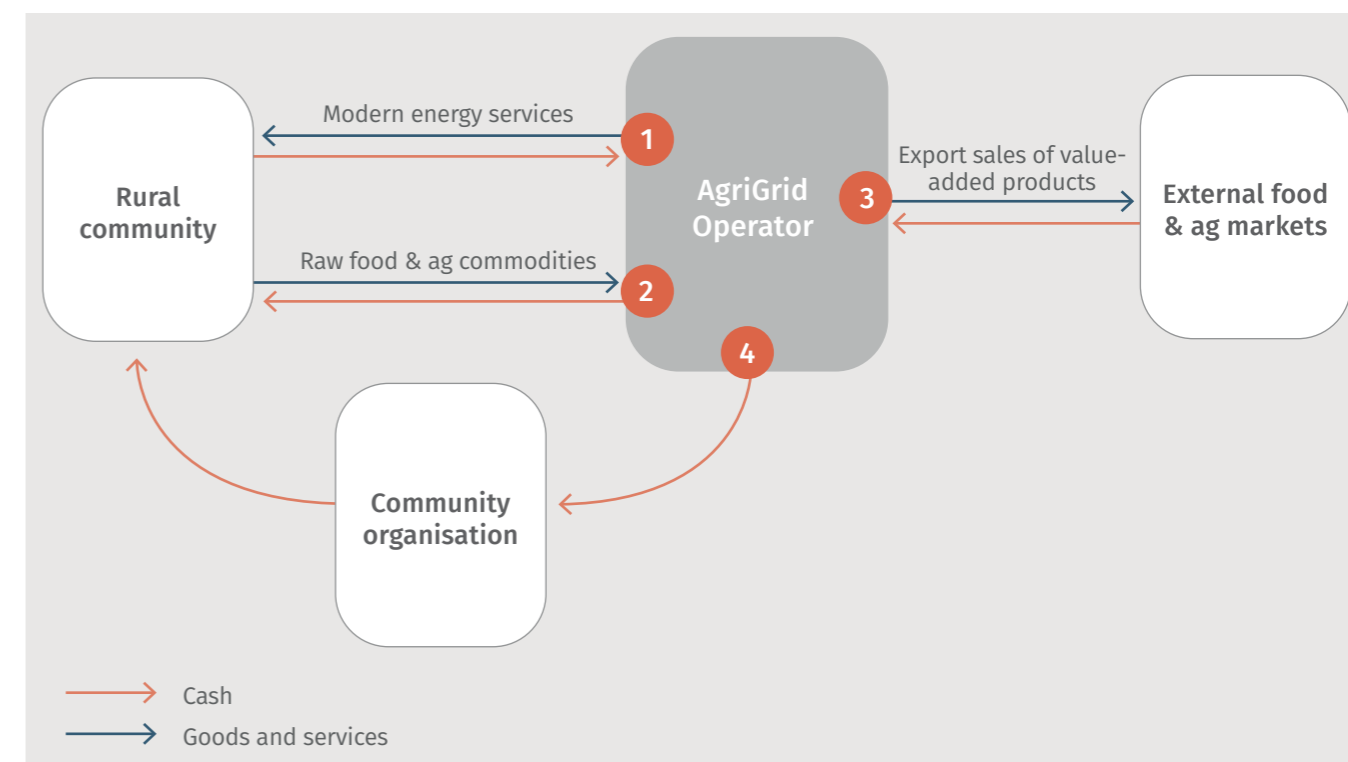 Modern energy services
1
Rural
community
AgriGrid
Operator
3
Export sales of value-
added products
External food
& ag markets
Raw food & ag commodities
2
4
Community
organisation
Cash
Goods and services